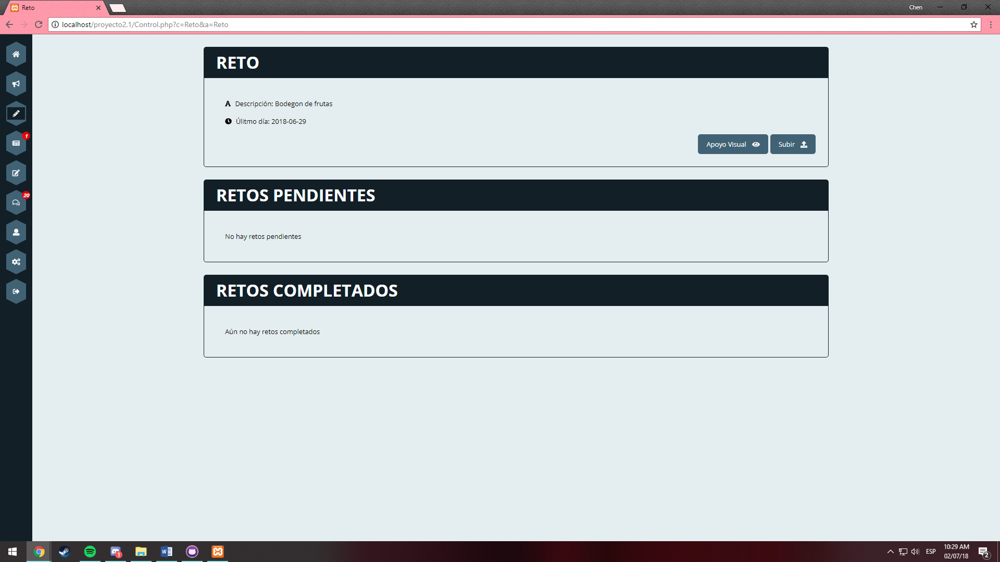 Reto
Chen
localhost/proyecto2.1/Control.php?c=Reto&a=Reto
RETO
Descripción: Bodegon de frutas
Úlitmo día: 2018-06-29
Apoyo Visual
Subir
1
RETOS PENDIENTES
20
No hay retos pendientes
RETOS COMPLETADOS
Aún no hay retos completados
1
ESP
10:29 AM
02/07/18
2